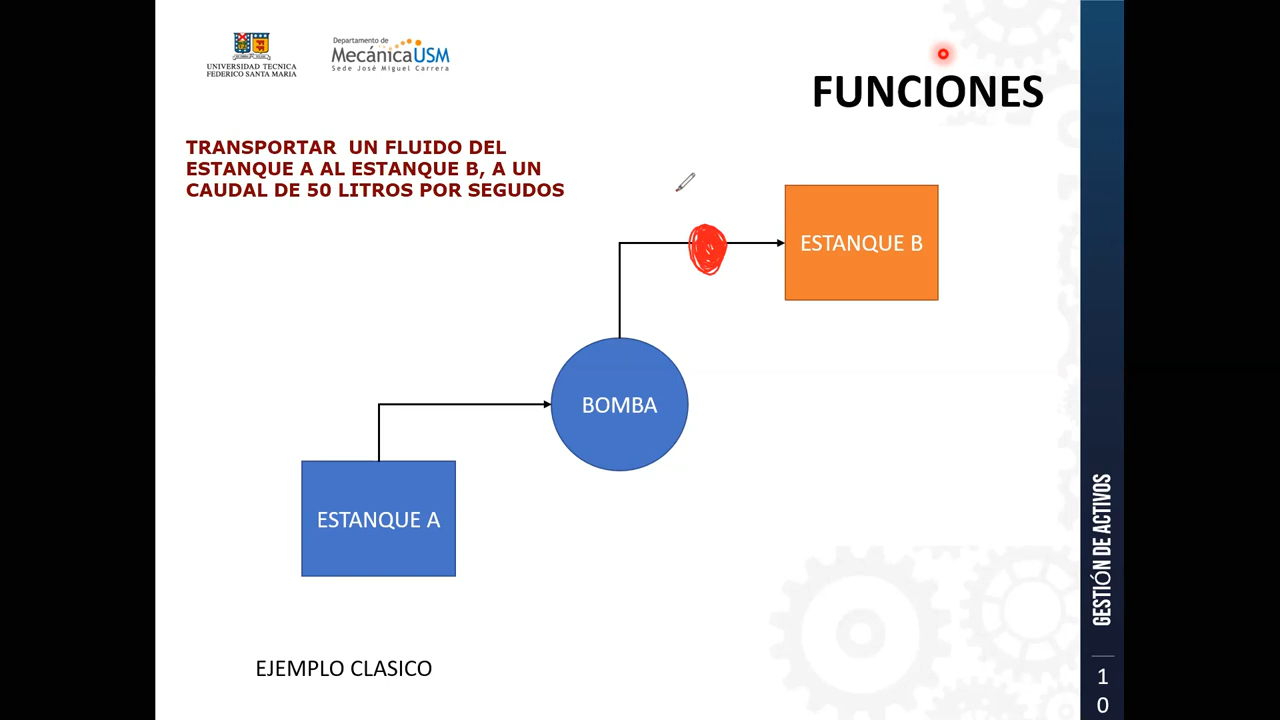 UNIVERSIDAD TECNICA
FEDERICO SANTA MARIA
Departamento de
MecánicaUSM
Sede José Miguel Carrera
FUNCIONES
TRANSPORTAR UN FLUIDO DEL
ESTANQUE A AL ESTANQUE B, A UN
CAUDAL DE 50 LITROS POR SEGUDOS
ESTANQUE B
BOMBA
ESTANQUE A
EJEMPLO CLASICO
GESTIÓN DE ACTIVOS
1
0